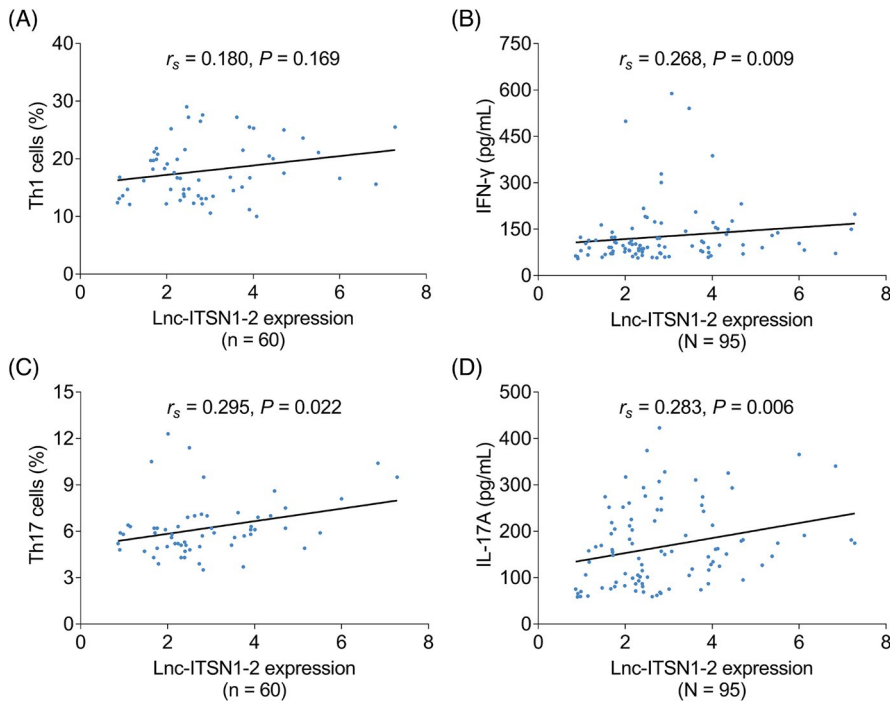 (A)
r_s = 0.180, P = 0.169
Th1 cells (%)
40
30
20
10
0
0 2 4 6 8
Lnc-ITSN1-2 expression
(n = 60)
(B)
r_s = 0.268, P = 0.009
IFN-γ (pg/mL)
750
600
450
300
150
0
0 2 4 6 8
Lnc-ITSN1-2 expression
(N = 95)
(C)
r_s = 0.295, P = 0.022
Th17 cells (%)
15
12
9
6
3
0
0 2 4 6 8
Lnc-ITSN1-2 expression
(n = 60)
(D)
r_s = 0.283, P = 0.006
IL-17A (pg/mL)
500
400
300
200
100
0
0 2 4 6 8
Lnc-ITSN1-2 expression
(N = 95)